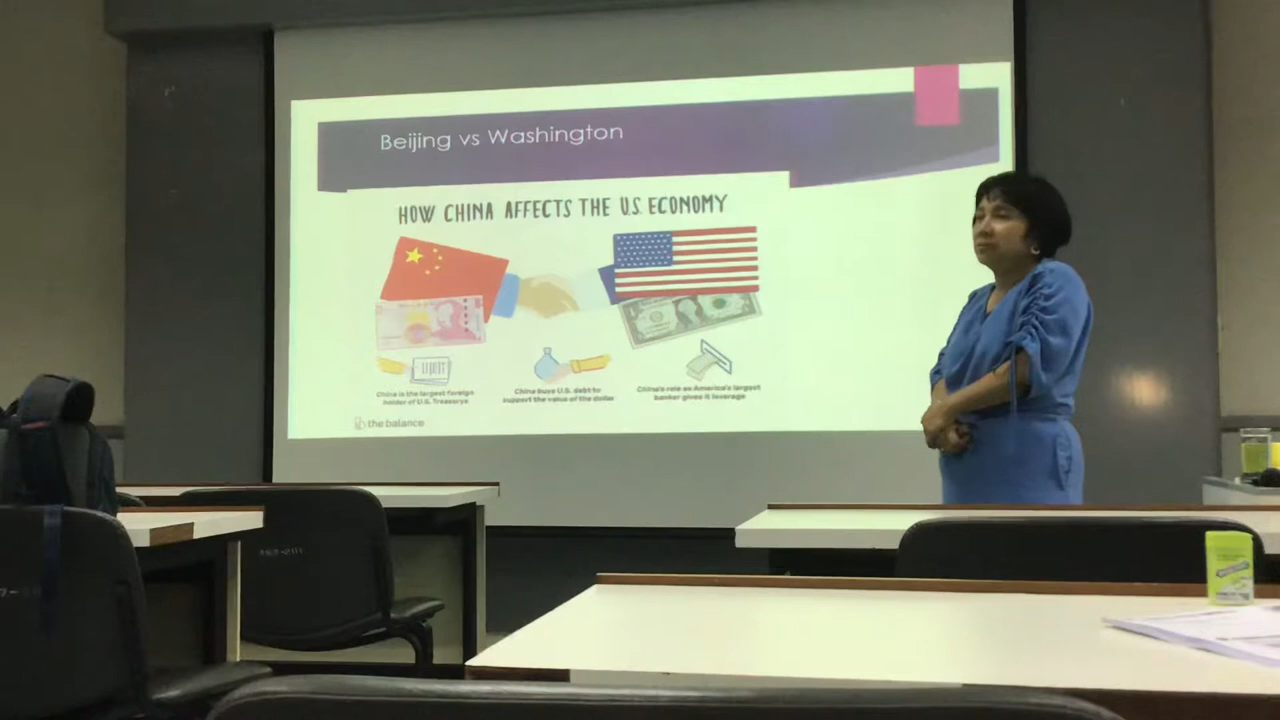 Beijing vs Washington
HOW CHINA AFFECTS THE U.S. ECONOMY
China is the largest foreign
holder of U.S. Treasurys
China buys U.S. debt to
support the value of the dollar
China's role as America's largest
banker gives it leverage
the balance